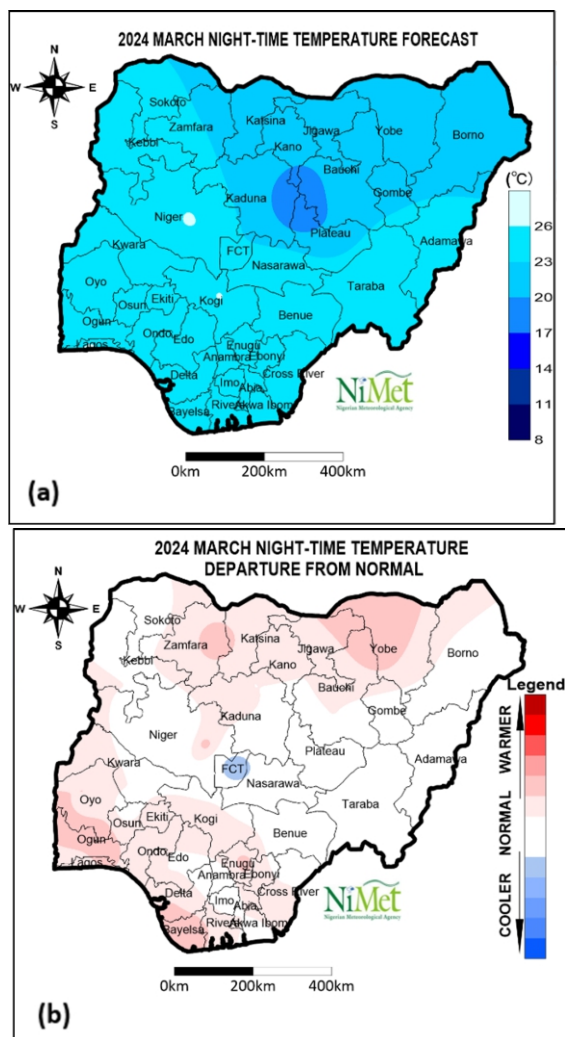 2024 MARCH NIGHT-TIME TEMPERATURE FORECAST
N
W E
S
Sokoto
Katsina
Zamfara
Jigawa
Yobe
Borno
Kebbi
Kano
Bauchi
Kaduna
Gombe
(°C)
Niger
Plateau
Adamawa
Kwara
FCT
Nasarawa
Oyo
Taraba
Osun
Ekiti
Kogi
Benue
Ogun
Ondo
Edo
Enugu
Lagos
Anambra
Ebonyi
Delta
Imo
Abia
Cross River
Bayelsa
Rivers
Akwa Ibom
26
23
20
17
14
11
8
NiMet
Nigerian Meteorological Agency
0km 200km 400km
(a)
2024 MARCH NIGHT-TIME TEMPERATURE
DEPARTURE FROM NORMAL
N
W E
S
Sokoto
Zamfara
Katsina
Jigawa
Yobe
Borno
Kebbi
Kano
Bauchi
Legend
Kaduna
Gombe
Niger
Plateau
Adamawa
Kwara
FCT
Nasarawa
Oyo
Taraba
Osun
Ekiti
Kogi
Benue
Ogun
Ondo
Edo
Enugu
Lagos
Anambra
Ebonyi
Delta
Imo
Abia
Cross River
Bayelsa
Rivers
Akwa Ibom
WARMER
NORMAL
COOLER
NiMet
Nigerian Meteorological Agency
0km 200km 400km
(b)